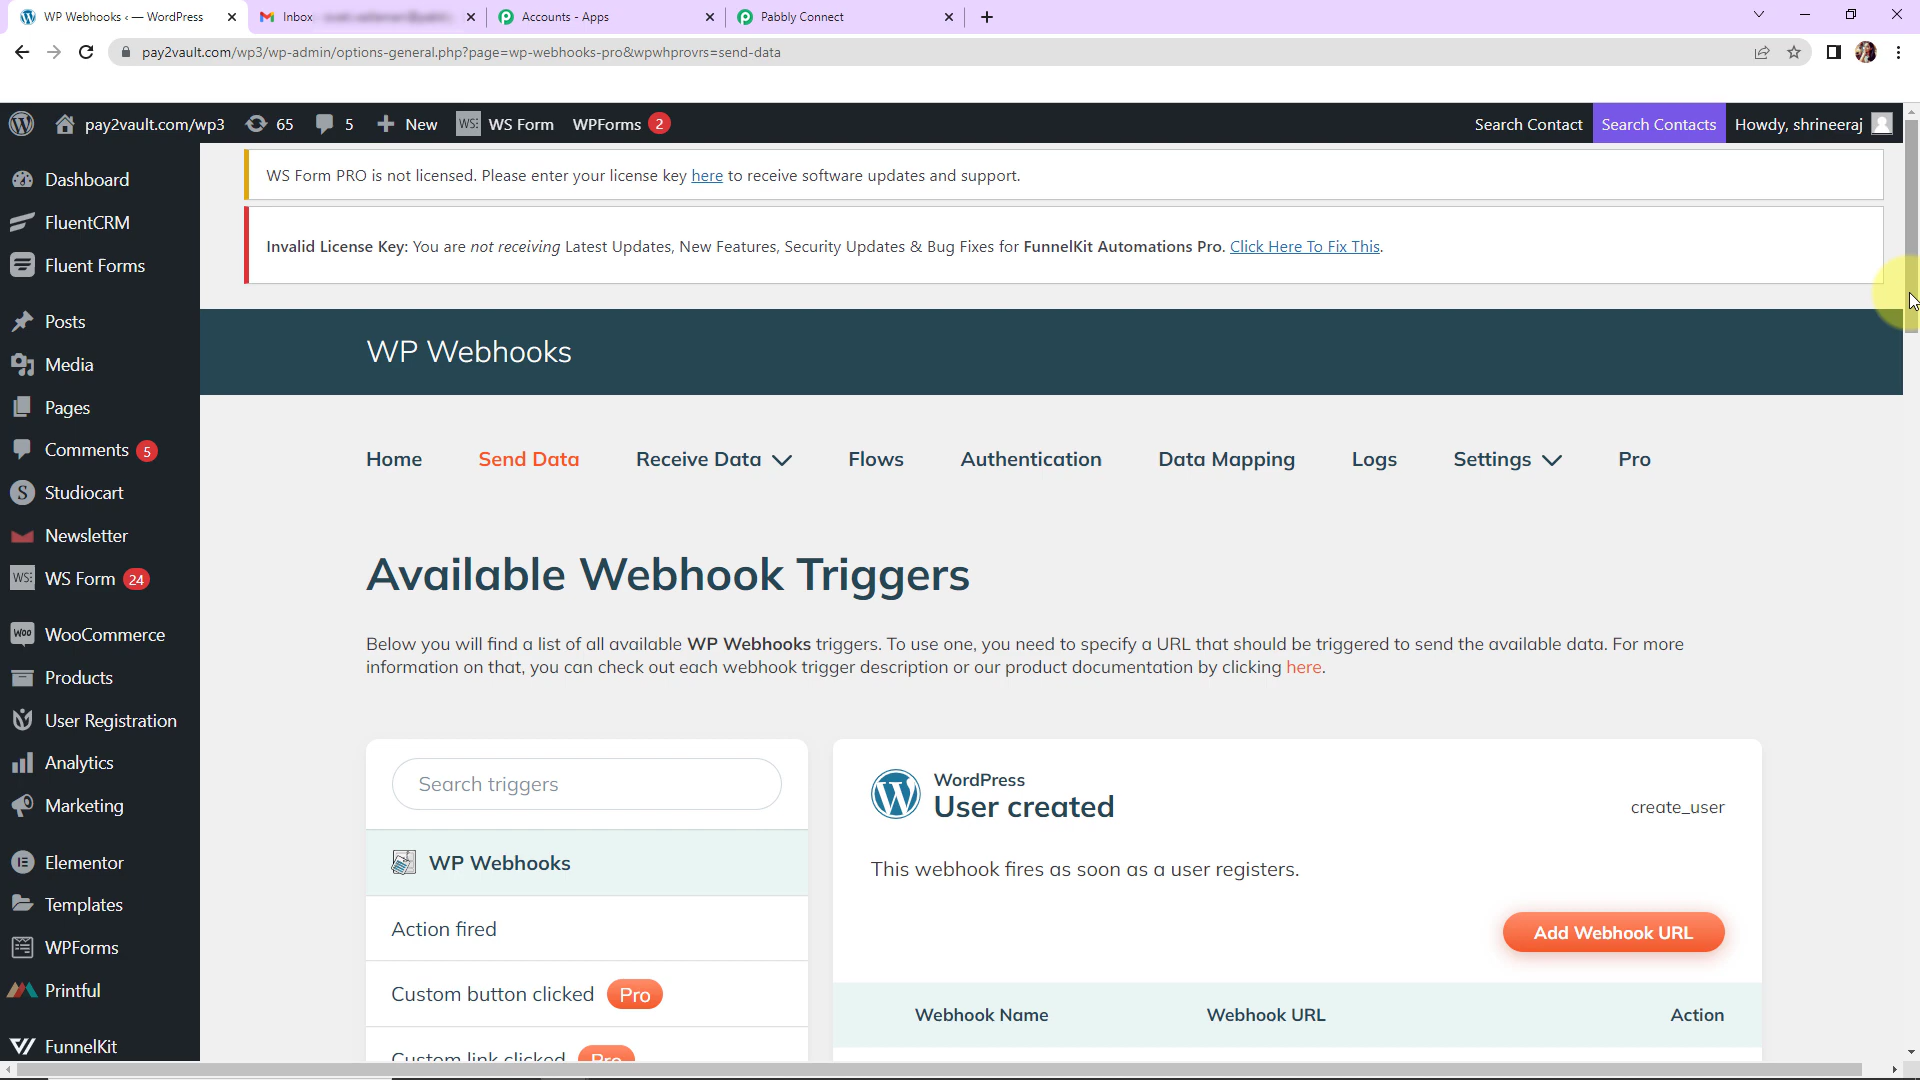 WP Webhooks ‹ — WordPress
Inbox
Accounts - Apps
Pabbly Connect
pay2vault.com/wp3/wp-admin/options-general.php?page=wp-webhooks-pro&wpwhprovrs=send-data
pay2vault.com/wp3
65
5
New
WS Form
WPForms 2
Search Contact
Search Contacts
Howdy, shrineeraj
Dashboard
FluentCRM
Fluent Forms
Posts
Media
Pages
Comments 5
Studiocart
Newsletter
WS Form 24
WooCommerce
Products
User Registration
Analytics
Marketing
Elementor
Templates
WPForms
Printful
FunnelKit
WS Form PRO is not licensed. Please enter your license key here to receive software updates and support.
Invalid License Key: You are not receiving Latest Updates, New Features, Security Updates & Bug Fixes for FunnelKit Automations Pro. Click Here To Fix This.
WP Webhooks
Home
Send Data
Receive Data
Flows
Authentication
Data Mapping
Logs
Settings
Pro
Available Webhook Triggers
Below you will find a list of all available WP Webhooks triggers. To use one, you need to specify a URL that should be triggered to send the available data. For more
information on that, you can check out each webhook trigger description or our product documentation by clicking here.
Search triggers
WP Webhooks
Action fired
Custom button clicked Pro
Custom link clicked Pro
WordPress
User created
create_user
This webhook fires as soon as a user registers.
Add Webhook URL
Webhook Name
Webhook URL
Action